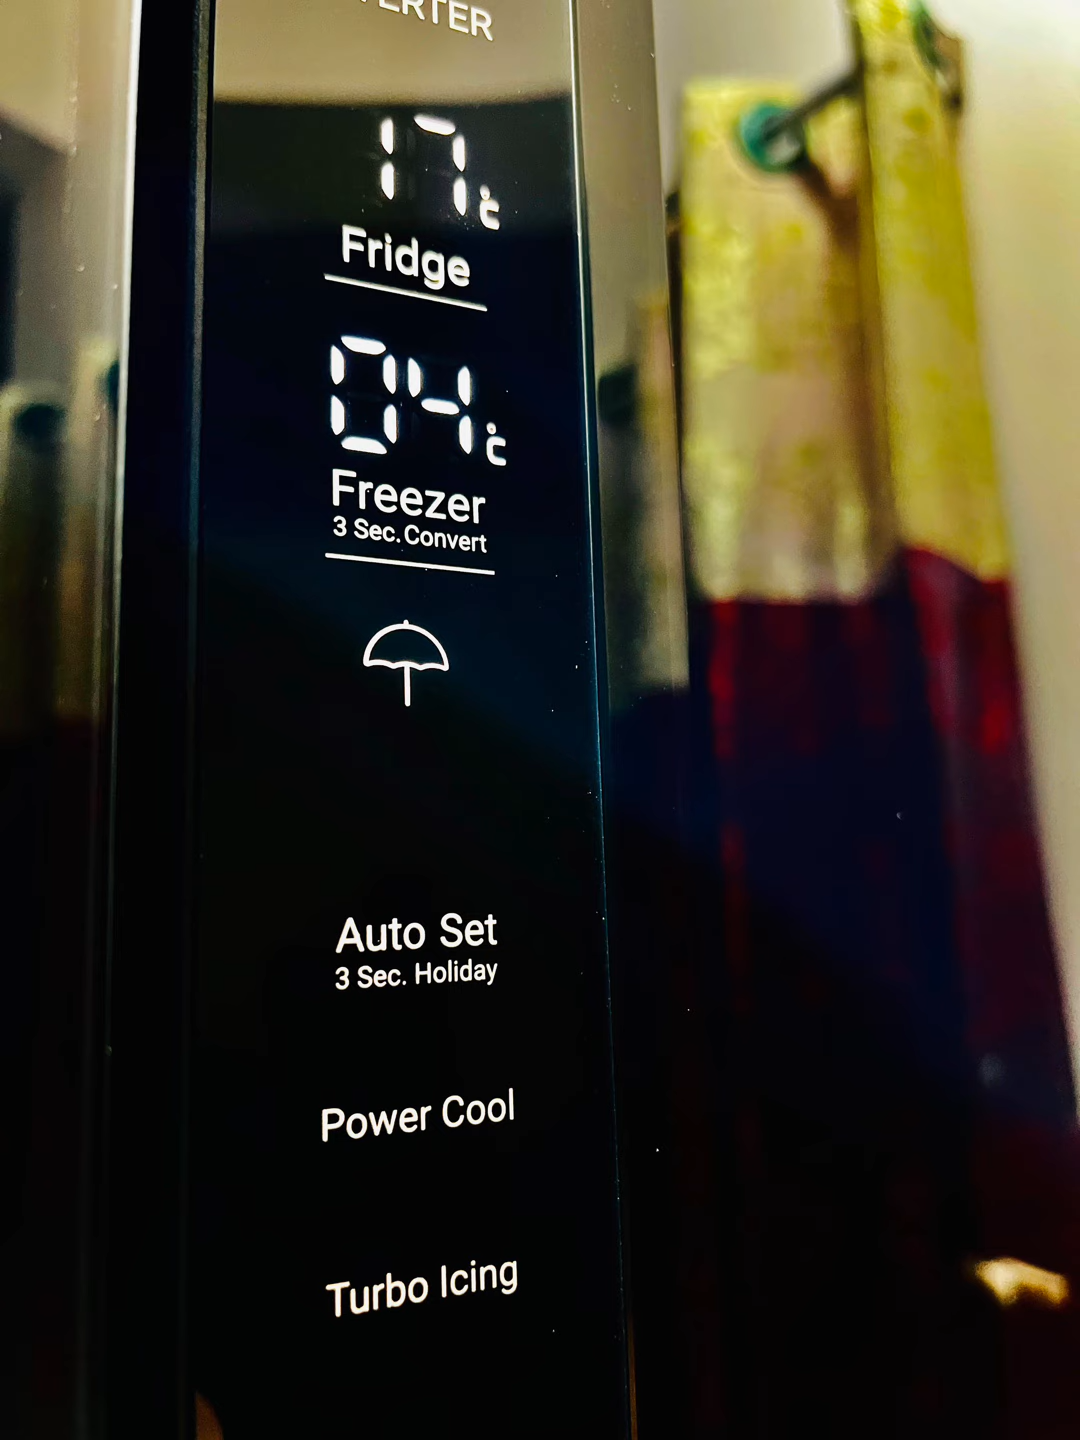 17°c
Fridge
04°c
Freezer
3 Sec. Convert
Auto Set
3 Sec. Holiday
Power Cool
Turbo Icing